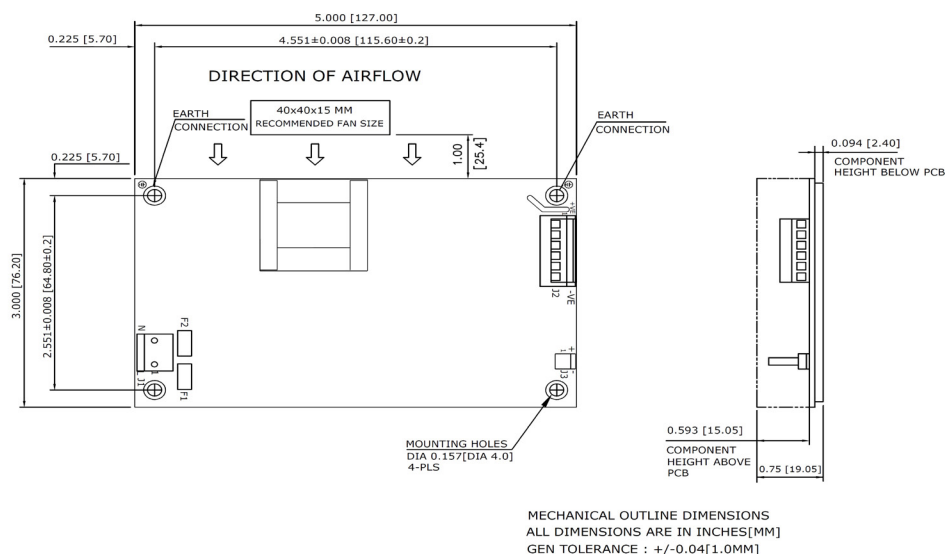 5.000 [127.00]
0.225 [5.70]
4.551±0.008 [115.60±0.2]
DIRECTION OF AIRFLOW
40x40x15 MM
RECOMMENDED FAN SIZE
EARTH
CONNECTION
EARTH
CONNECTION
1.00
[25.4]
0.225 [5.70]
0.094 [2.40]
COMPONENT
HEIGHT BELOW PCB
3.000 [76.20]
2.551±0.008 [64.80±0.2]
+VE
1
J2
-VE
N
F2
1
J1
F1
+
1
J3
-
MOUNTING HOLES
DIA 0.157[DIA 4.0]
4-PLS
0.593 [15.05]
COMPONENT
HEIGHT ABOVE
PCB
0.75 [19.05]
MECHANICAL OUTLINE DIMENSIONS
ALL DIMENSIONS ARE IN INCHES[MM]
GEN TOLERANCE : +/-0.04[1.0MM]